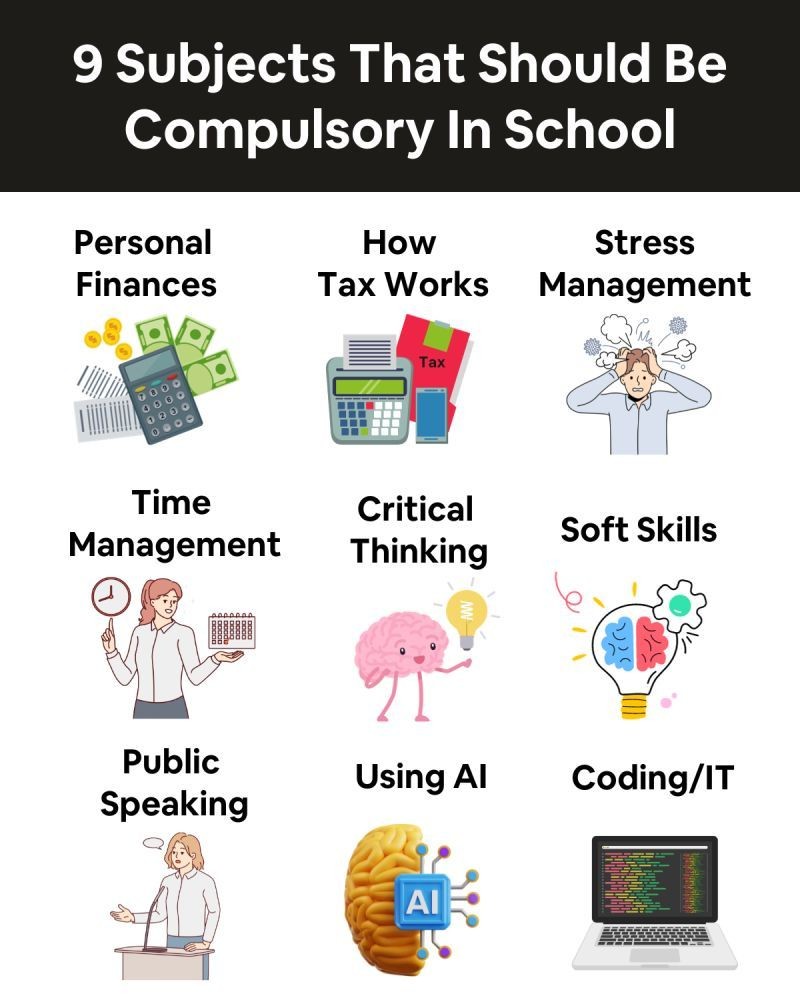 9 Subjects That Should Be
Compulsory In School
Personal
Finances
How
Tax Works
Stress
Management
Tax
Time
Management
Critical
Thinking
Soft Skills
Public
Speaking
Using AI
Coding/IT
AI